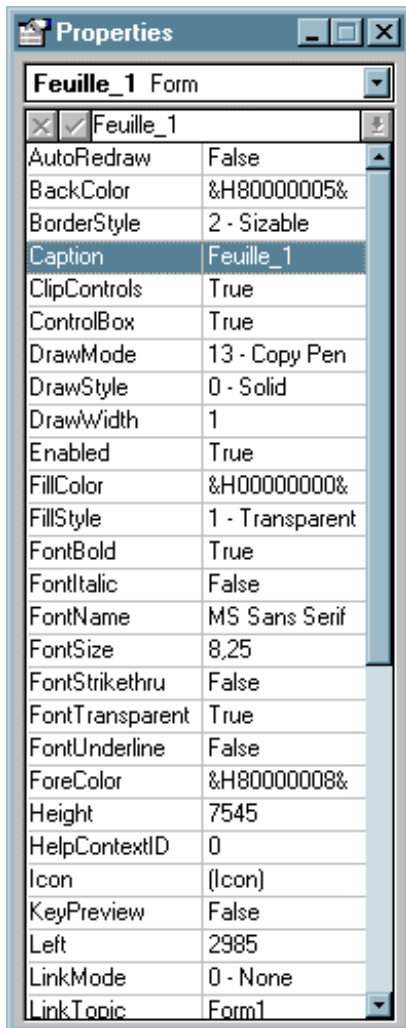 Properties
Feuille_1 Form
Feuille_1
AutoRedraw False
BackColor &H80000005&
BorderStyle 2 - Sizable
Caption Feuille_1
ClipControls True
ControlBox True
DrawMode 13 - Copy Pen
DrawStyle 0 - Solid
DrawWidth 1
Enabled True
FillColor &H00000000&
FillStyle 1 - Transparent
FontBold True
FontItalic False
FontName MS Sans Serif
FontSize 8,25
FontStrikethru False
FontTransparent True
FontUnderline False
ForeColor &H80000008&
Height 7545
HelpContextID 0
Icon (Icon)
KeyPreview False
Left 2985
LinkMode 0 - None
LinkTopic Form1